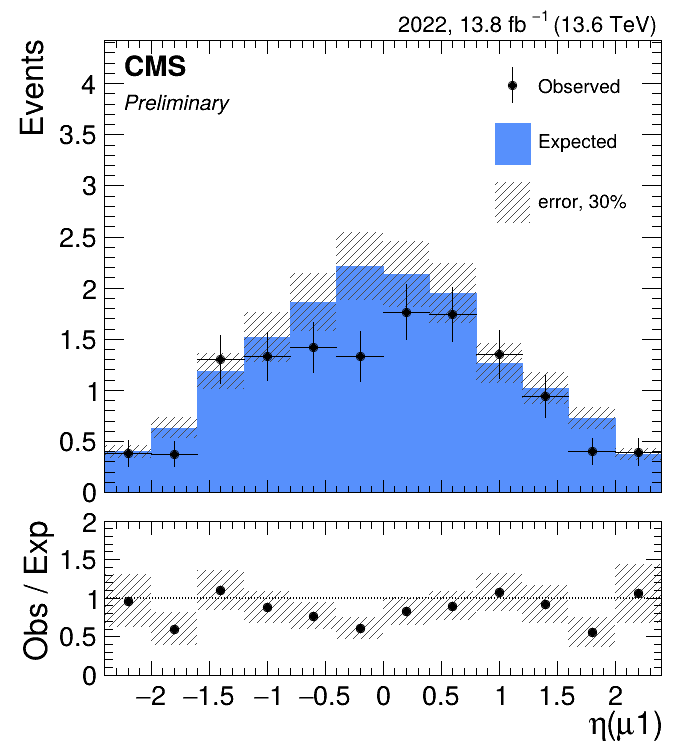 2022, 13.8 fb⁻¹ (13.6 TeV)
CMS
Preliminary
Observed
Expected
error, 30%
Events
4
3.5
3
2.5
2
1.5
1
0.5
0
Obs / Exp
2
1.5
1
0.5
0
−2 −1.5 −1 −0.5 0 0.5 1 1.5 2
η(μ1)